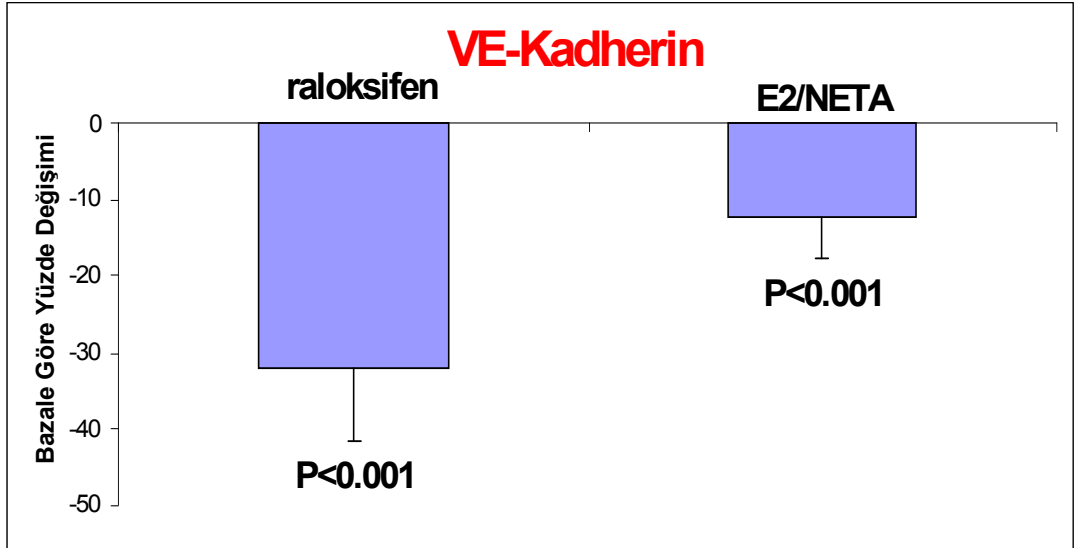 VE-Kadherin
raloksifen
E2/NETA
Bazale Göre Yüzde Değişimi
0
-10
-20
-30
-40
-50
P<0.001
P<0.001